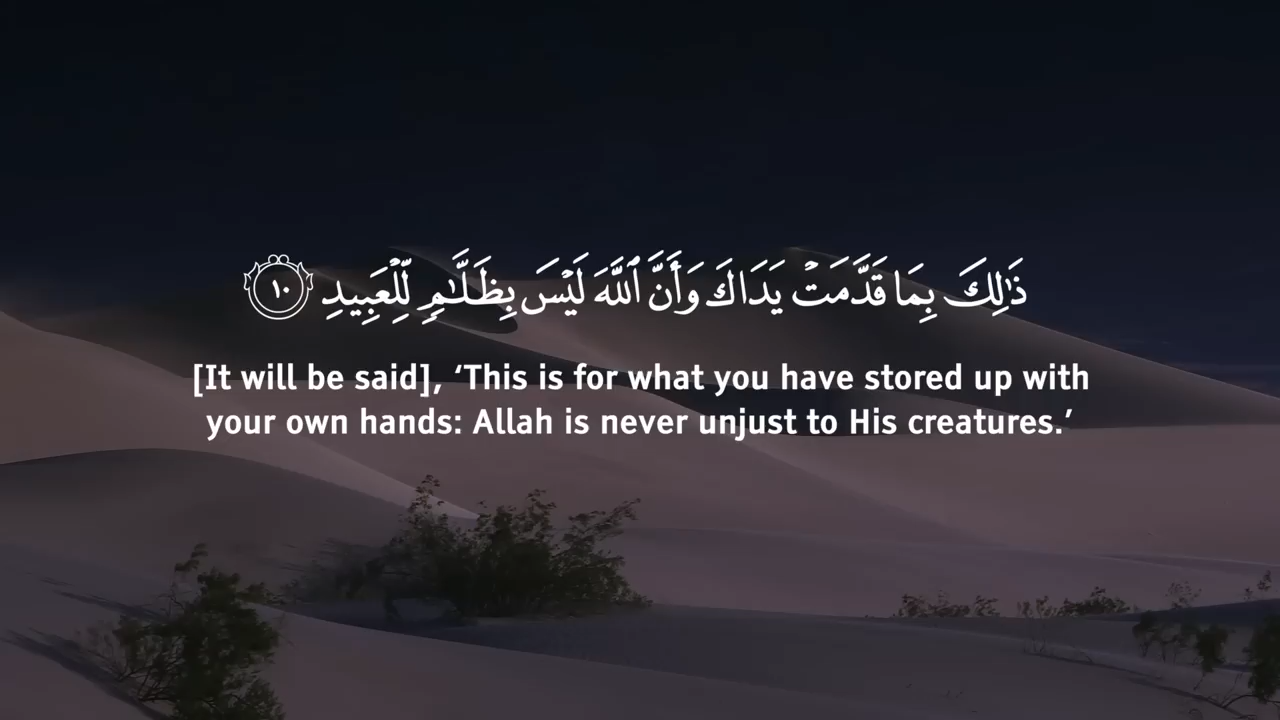 ذَٰلِكَ بِمَا قَدَّمَتْ يَدَاكَ وَأَنَّ ٱللَّهَ لَيْسَ بِظَلَّـٰمٍ لِّلْعَبِيدِ ١٠
[It will be said], ‘This is for what you have stored up with
your own hands: Allah is never unjust to His creatures.’